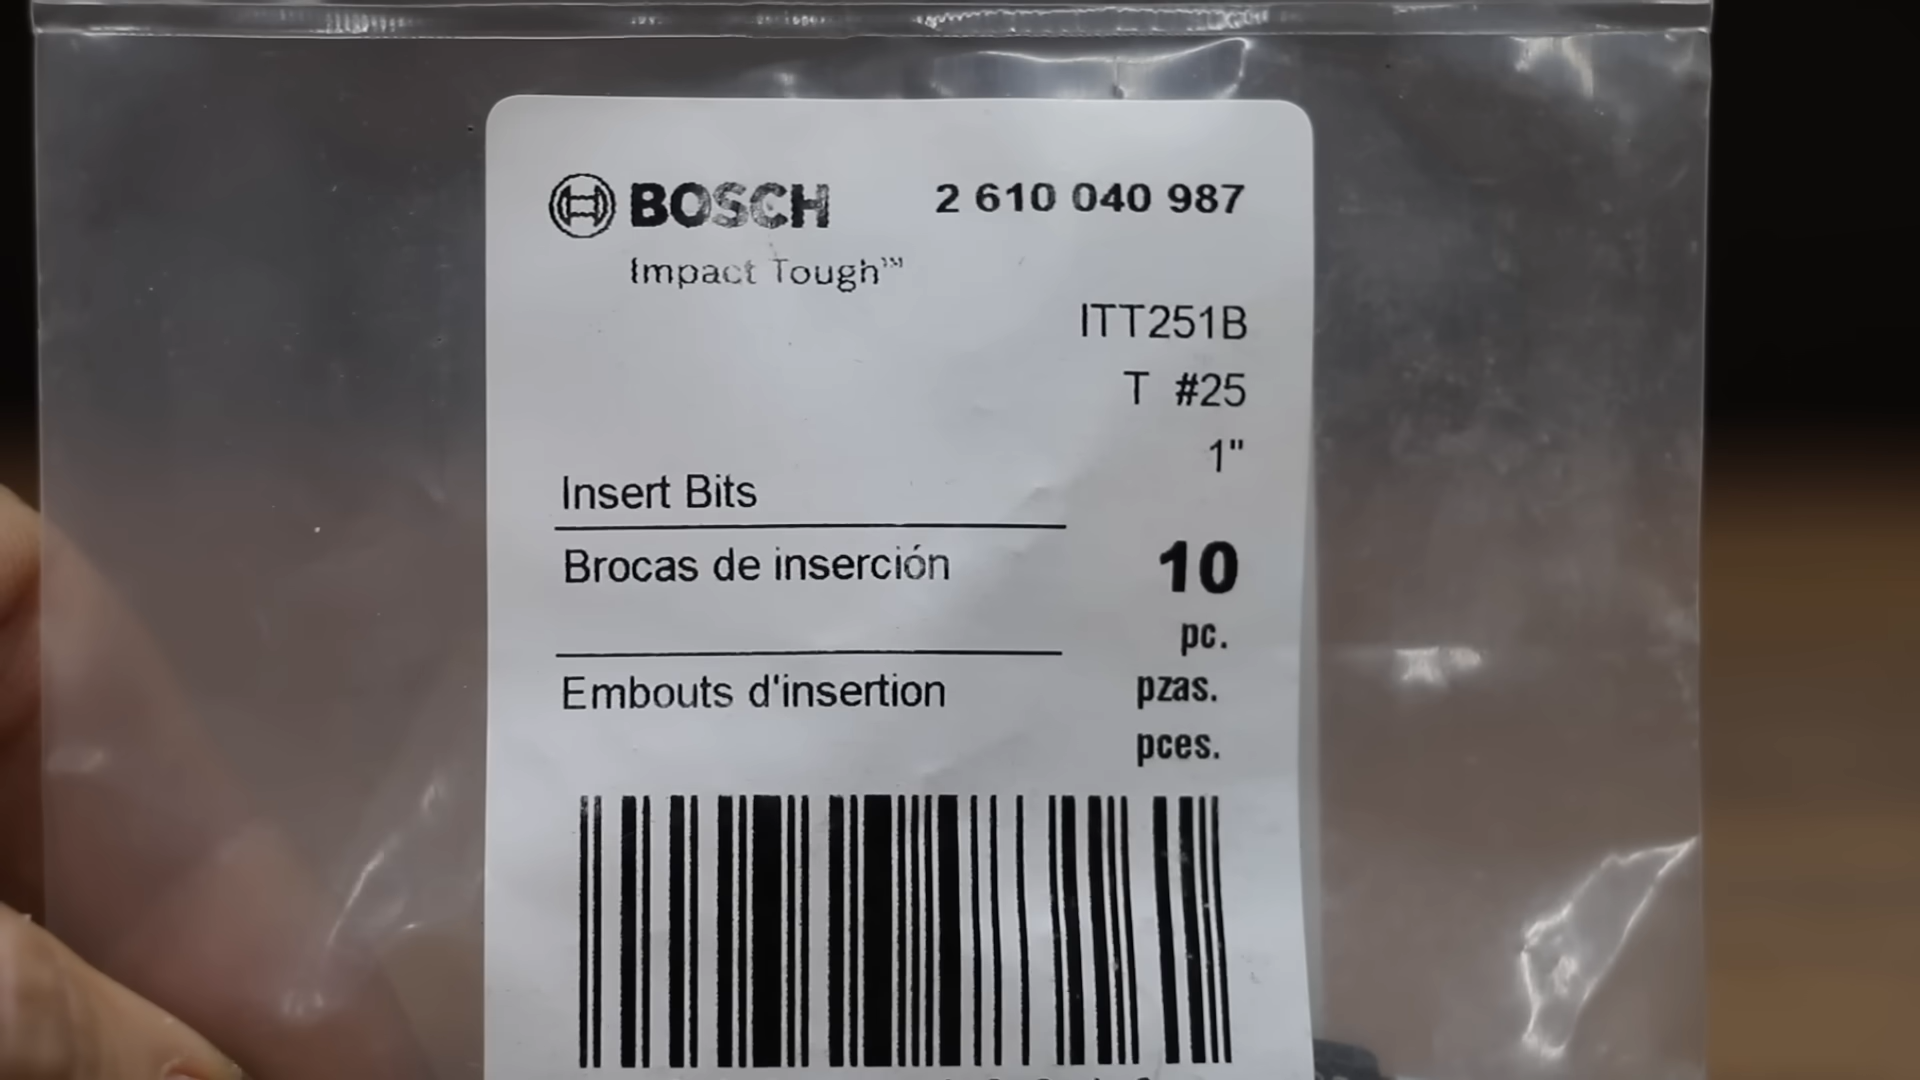 BOSCH 2 610 040 987
Impact Tough™
ITT251B
T #25
1"
Insert Bits
Brocas de inserción
10
pc.
Embouts d'insertion
pzas.
pces.